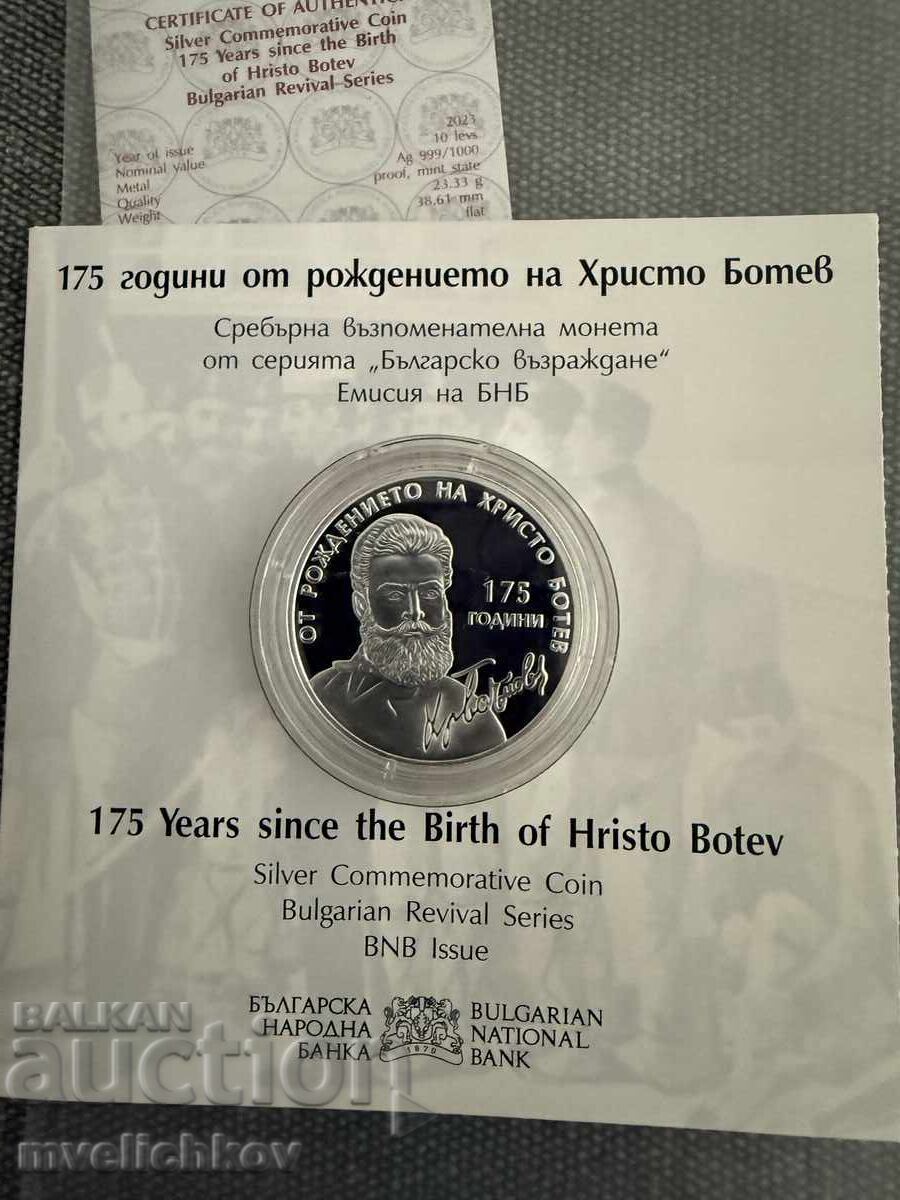 CERTIFICATE OF
Silver Commemorative Coin
175 Years since the Birth
of Hristo Botev
Bulgarian Revival Series
Year of issue 2023
Nominal value 10 levs
Metal Ag 999/1000
Quality proof, mint state
Weight 23.33 g
38,61 mm
flat
175 години от рождението на Христо Ботев
Сребърна възпоменателна монета
от серията „Българско възраждане“
Емисия на БНБ
ОТ РОЖДЕНИЕТО НА ХРИСТО БОТЕВ
175
ГОДИНИ
175 Years since the Birth of Hristo Botev
Silver Commemorative Coin
Bulgarian Revival Series
BNB Issue
БЪЛГАРСКА
НАРОДНА
БАНКА
1879
BULGARIAN
NATIONAL
BANK
BALKAN
auction
mvelichkov